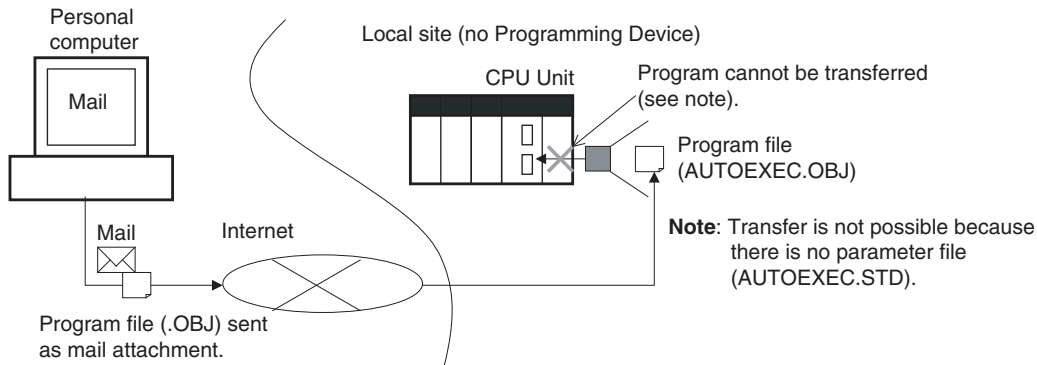 Personal
computer
Mail
Local site (no Programming Device)
CPU Unit
Program cannot be transferred
(see note).
Program file
(AUTOEXEC.OBJ)
Note: Transfer is not possible because
there is no parameter file
(AUTOEXEC.STD).
Mail
Internet
Program file (.OBJ) sent
as mail attachment.